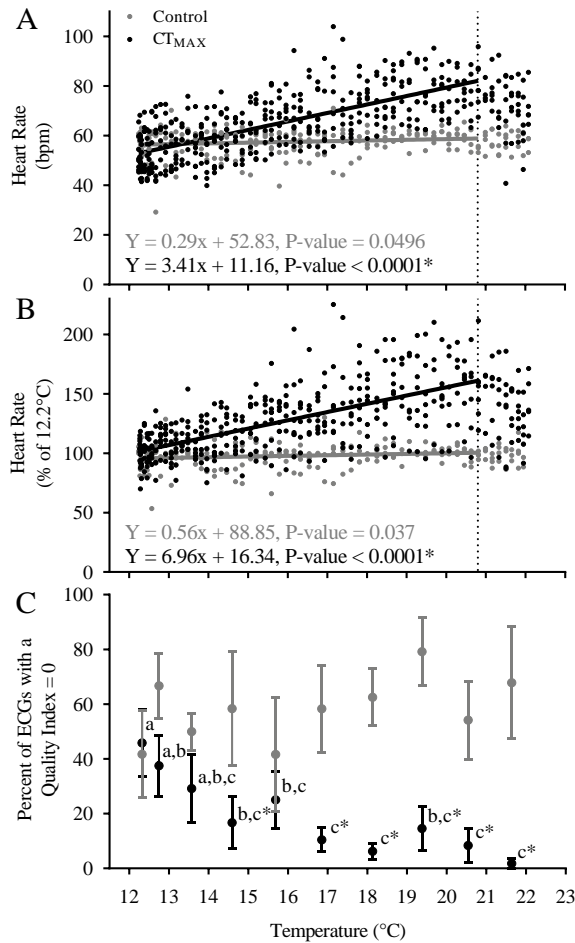 A
Control
CT_MAX
100
80
60
40
20
0
Heart Rate
(bpm)
Y = 0.29x + 52.83, P-value = 0.0496
Y = 3.41x + 11.16, P-value < 0.0001*
B
200
150
100
50
0
Heart Rate
(% of 12.2°C)
Y = 0.56x + 88.85, P-value = 0.037
Y = 6.96x + 16.34, P-value < 0.0001*
C
100
80
60
40
20
0
Percent of ECGs with a
Quality Index = 0
a
a,b
a,b,c
b,c*
b,c
c*
c*
b,c*
c*
c*
12 13 14 15 16 17 18 19 20 21 22 23
Temperature (°C)